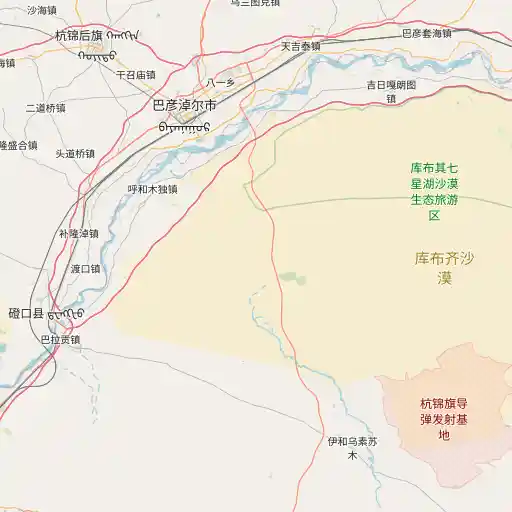 沙海镇
乌兰图克镇
杭锦后旗
天吉泰镇
巴彦套海镇
海镇
干召庙镇
八一乡
吉日嘎朗图
镇
二道桥镇
巴彦淖尔市
隆盛合镇
头道桥镇
库布其七
星湖沙漠
生态旅游
区
呼和木独镇
补隆淖镇
库布齐沙
漠
渡口镇
磴口县
巴拉贡镇
杭锦旗导
弹发射基
地
伊和乌素苏
木